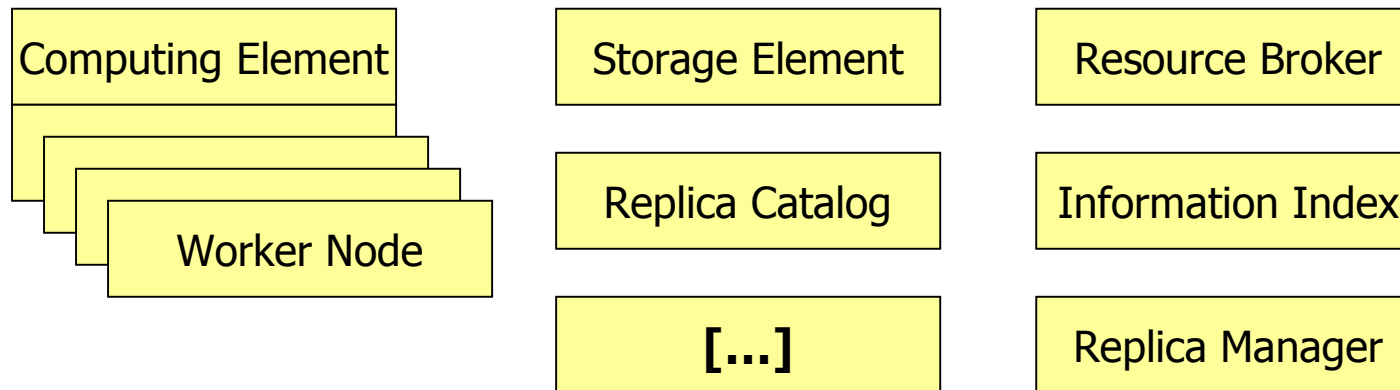 Computing Element
Storage Element
Resource Broker
Replica Catalog
Information Index
Worker Node
[...]
Replica Manager